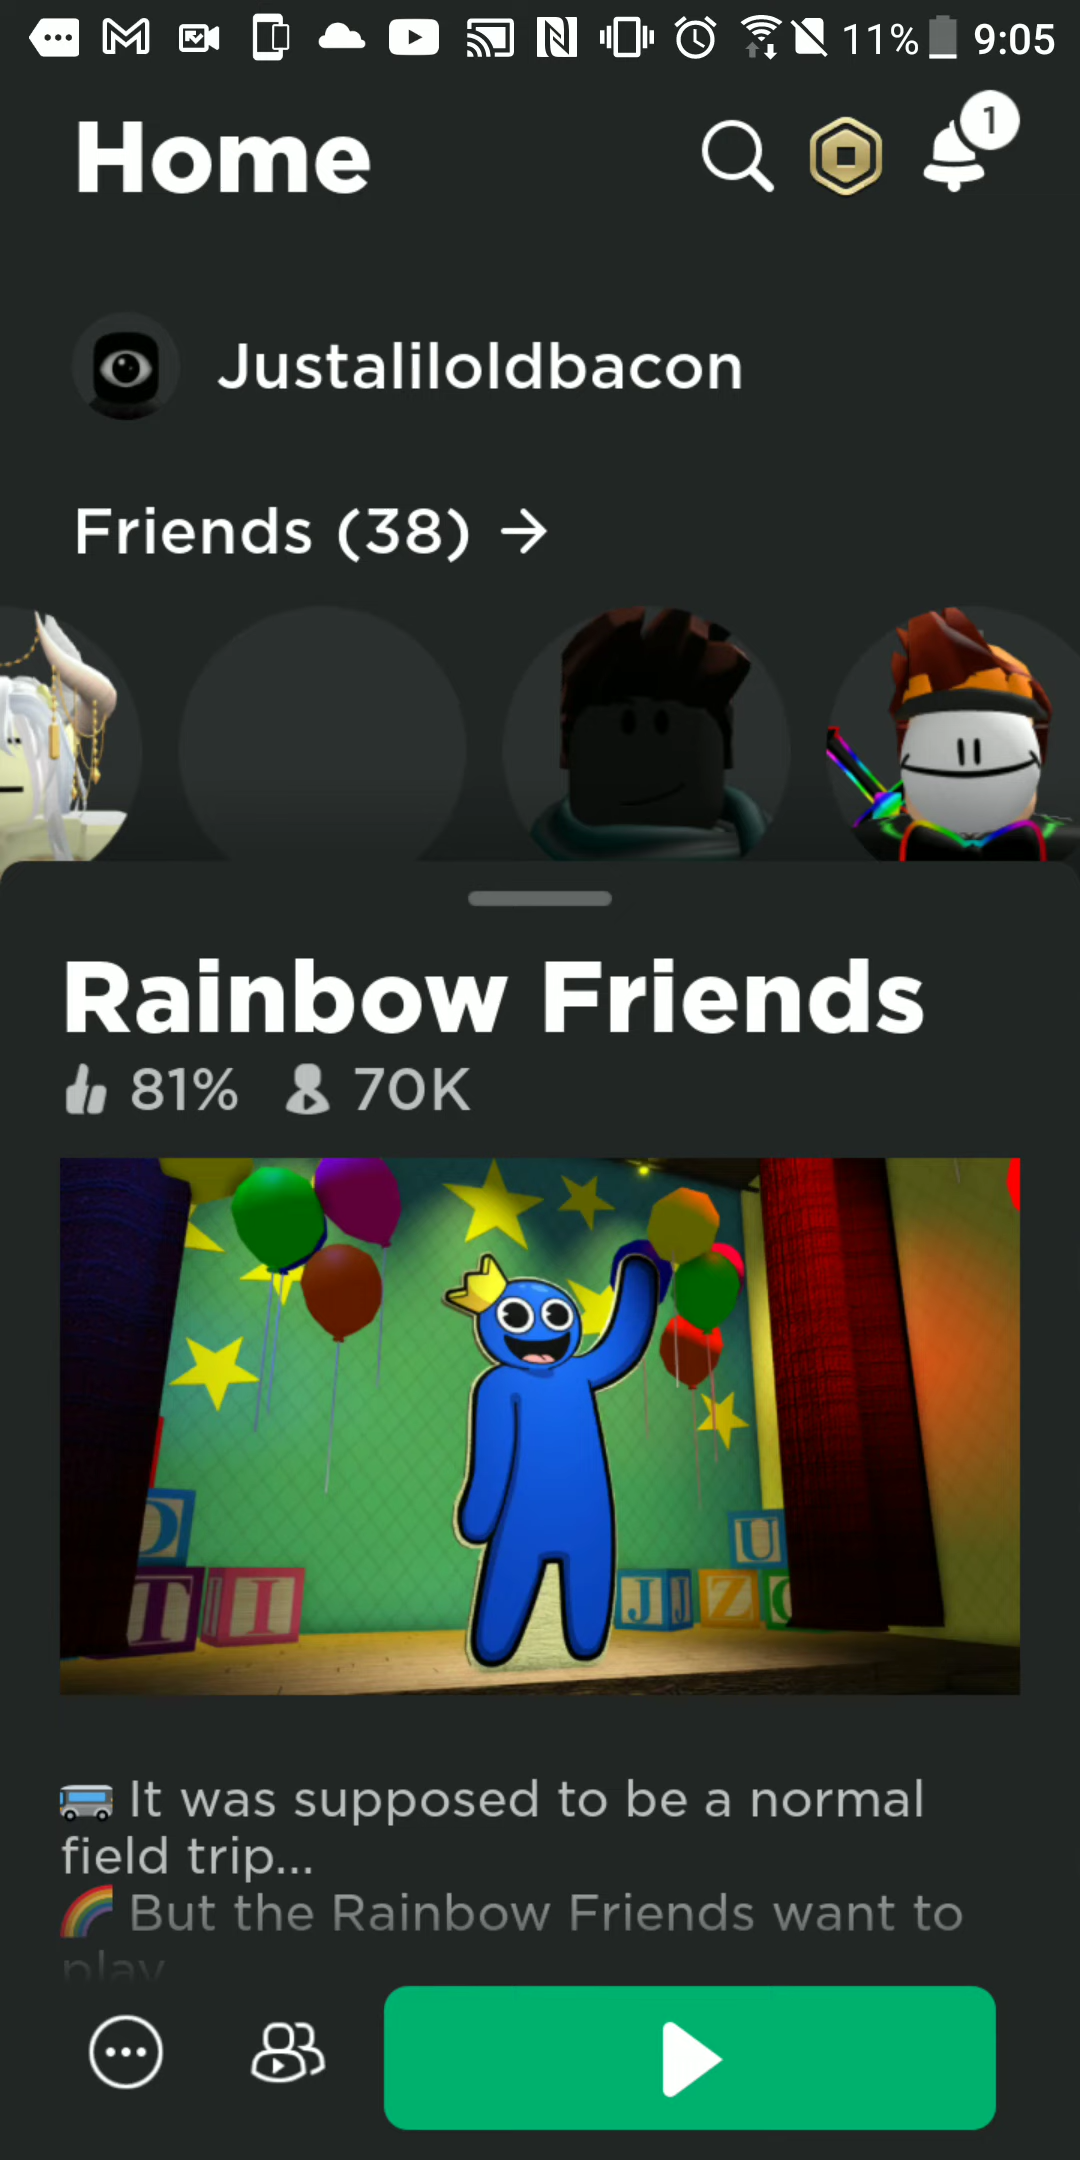 11% 9:05
Home
1
Justaliloldbacon
Friends (38) →
Rainbow Friends
81% 70K
U
T I J J Z
🚌 It was supposed to be a normal
field trip...
🌈 But the Rainbow Friends want to
play